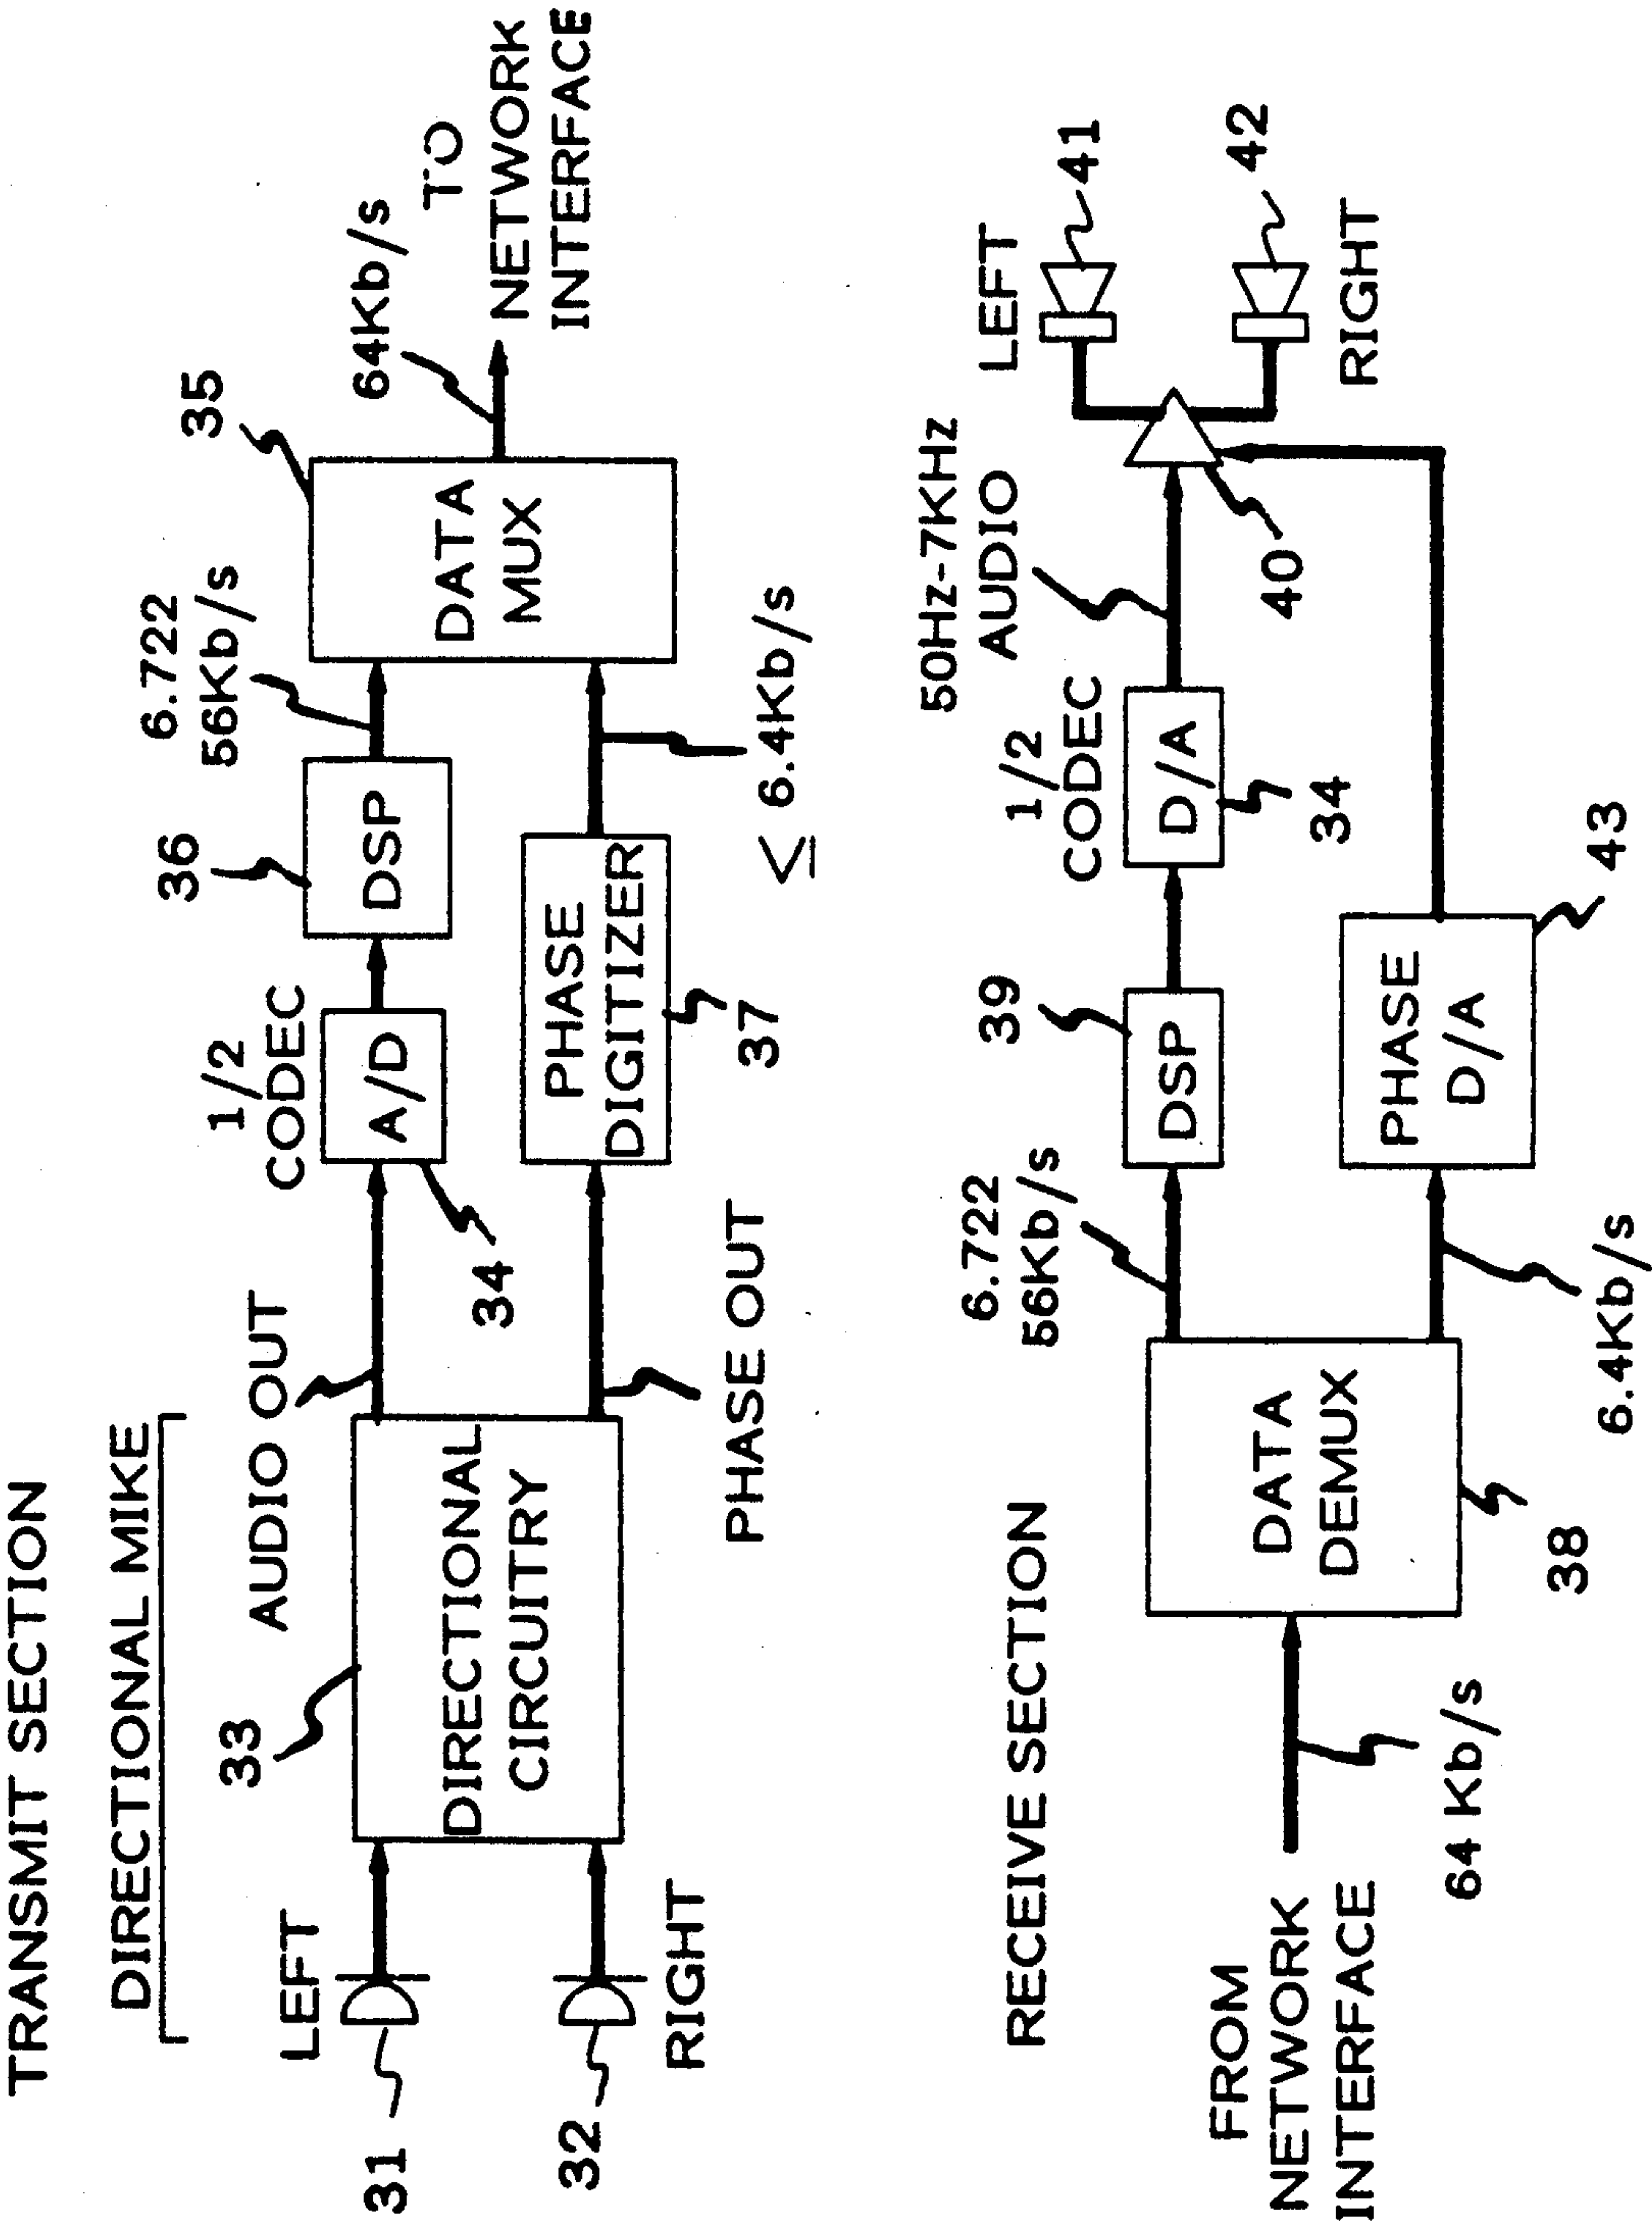 TRANSMIT SECTION
DIRECTIONAL MIKE
LEFT
31
32
RIGHT
33
DIRECTIONAL
CIRCUITRY
AUDIO OUT
PHASE OUT
1/2
CODEC
A/D
34
36
DSP
PHASE
DIGITIZER
37
6.722
56Kb/s
≤ 6.4Kb/s
35
DATA
MUX
64Kb/s
TO
NETWORK
INTERFACE
RECEIVE SECTION
FROM
NETWORK
INTERFACE
64 Kb/s
DATA
DEMUX
38
6.722
56Kb/s
6.4Kb/s
39
DSP
PHASE
D/A
43
1/2
CODEC
D/A
34
50Hz-7KHz
AUDIO
40
LEFT
41
42
RIGHT